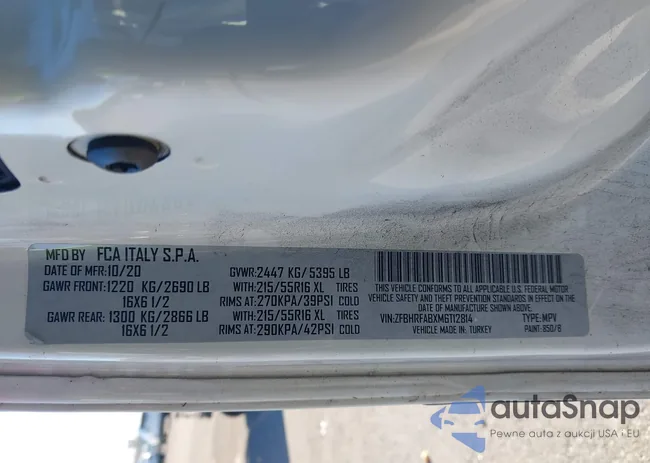 MFD BY FCA ITALY S.P.A.
DATE OF MFR:10/20 GVWR:2447 KG/ 5395 LB
GAWR FRONT: 1220 KG/2690 LB WITH:215/55R16 XL TIRES
16X6 1/2 RIMS AT:270KPA/39PSI COLD
GAWR REAR: 1300 KG/2866 LB WITH:215/55R16 XL TIRES
16X6 1/2 RIMS AT:290KPA/42PSI COLD
THIS VEHICLE CONFORMS TO ALL APPLICABLE U.S. FEDERAL MOTOR
VEHICLE SAFETY AND THEFT PREVENTION STANDARDS IN EFFECT ON
THE DATE OF MANUFACTURE SHOWN ABOVE.
VIN:ZFBHRFABXM6T12814 TYPE: MPV
VEHICLE MADE IN: TURKEY PAINT: 850/B
autoSnap
Pewne auta z aukcji USA i EU